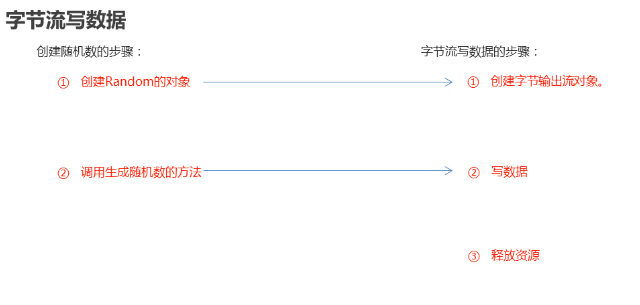 字节流写数据
创建随机数的步骤：
字节流写数据的步骤：
① 创建Random的对象
① 创建字节输出流对象。
② 调用生成随机数的方法
② 写数据
③ 释放资源